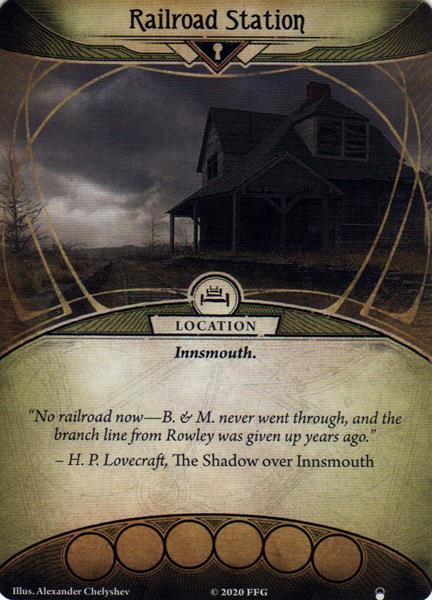 Railroad Station
LOCATION
Innsmouth.
“No railroad now—B. & M. never went through, and the
branch line from Rowley was given up years ago.”
– H. P. Lovecraft, The Shadow over Innsmouth
Illus. Alexander Chelyshev
© 2020 FFG